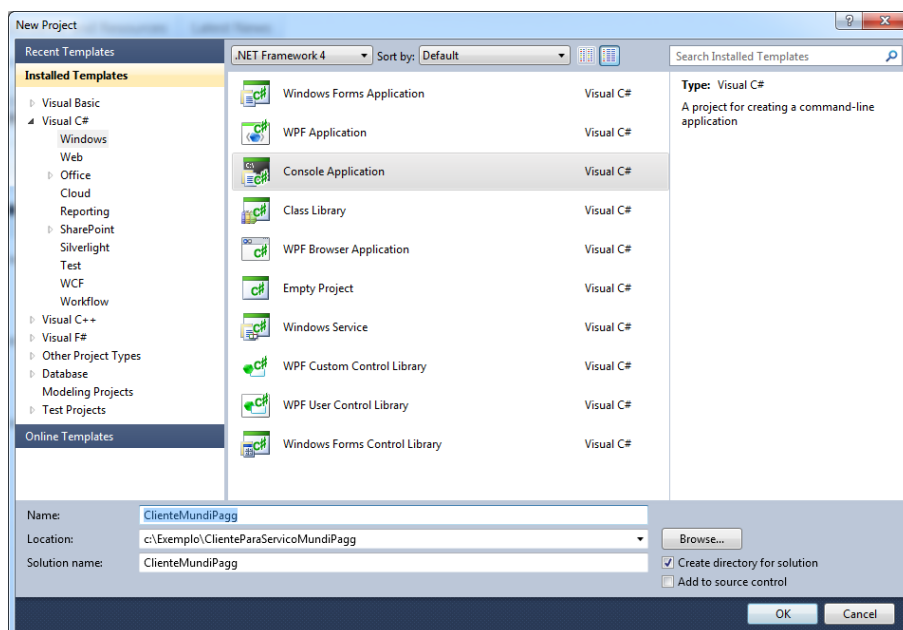 New Project
Recent Templates
.NET Framework 4 Sort by: Default
Search Installed Templates
Installed Templates
Visual Basic
Visual C#
Windows
Web
Office
Cloud
Reporting
SharePoint
Silverlight
Test
WCF
Workflow
Visual C++
Visual F#
Other Project Types
Database
Modeling Projects
Test Projects
Online Templates
Windows Forms Application Visual C#
WPF Application Visual C#
Console Application Visual C#
Class Library Visual C#
WPF Browser Application Visual C#
Empty Project Visual C#
Windows Service Visual C#
WPF Custom Control Library Visual C#
WPF User Control Library Visual C#
Windows Forms Control Library Visual C#
Type: Visual C#
A project for creating a command-line
application
Name: ClienteMundiPagg
Location: c:\Exemplo\ClienteParaServicoMundiPagg Browse...
Solution name: ClienteMundiPagg
Create directory for solution
Add to source control
OK Cancel